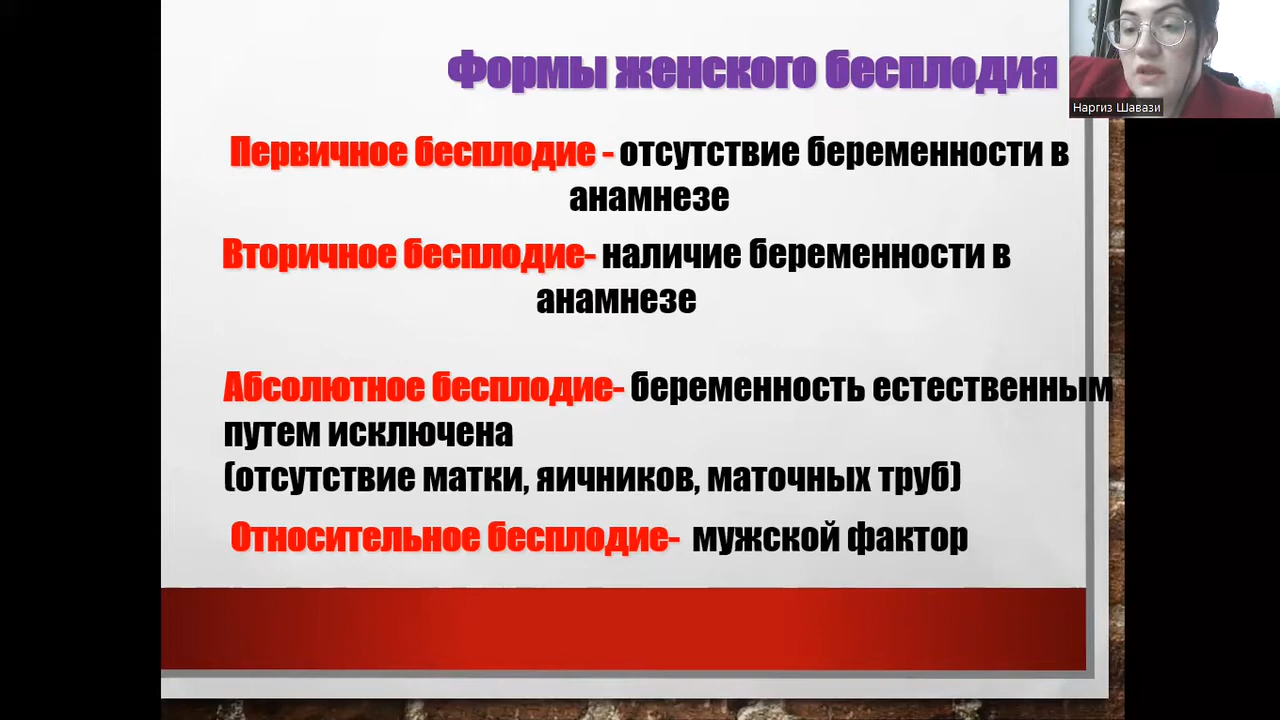 Формы женского бесплодия
Наргиз Шавази
Первичное бесплодие - отсутствие беременности в
анамнезе
Вторичное бесплодие- наличие беременности в
анамнезе
Абсолютное бесплодие- беременность естественным
путем исключена
(отсутствие матки, яичников, маточных труб)
Относительное бесплодие- мужской фактор